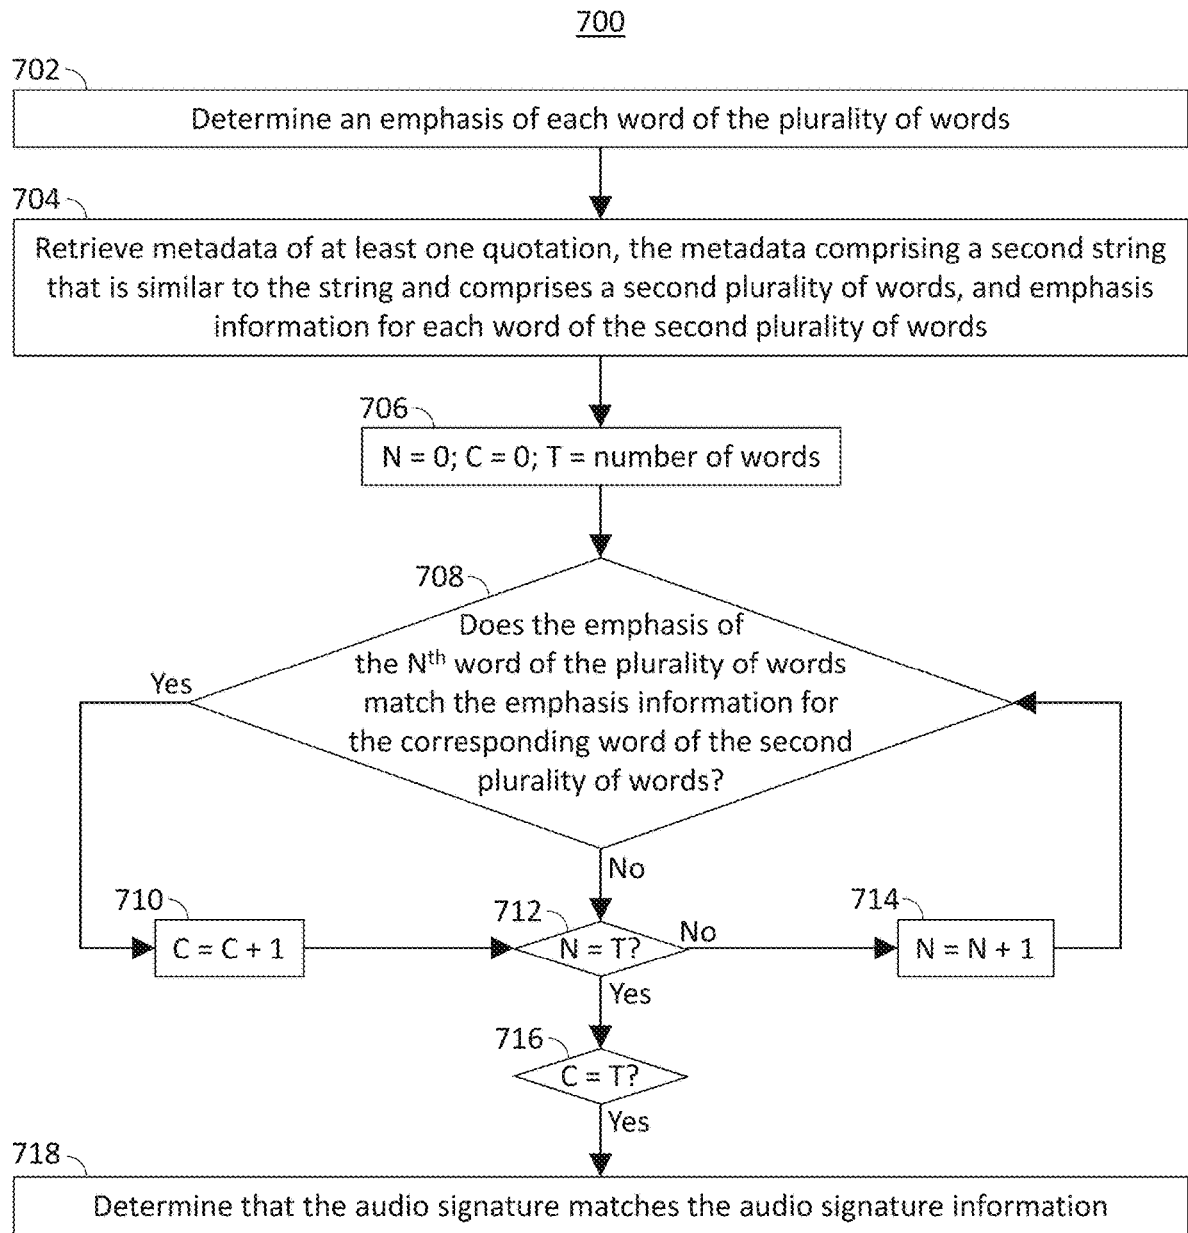 700
702
Determine an emphasis of each word of the plurality of words
704
Retrieve metadata of at least one quotation, the metadata comprising a second string
that is similar to the string and comprises a second plurality of words, and emphasis
information for each word of the second plurality of words
706
N = 0; C = 0; T = number of words
708
Does the emphasis of
the Nth word of the plurality of words
Yes
match the emphasis information for
the corresponding word of the second
plurality of words?
No
710
712
714
C = C + 1
N = T?
No
N = N + 1
Yes
716
C = T?
Yes
718
Determine that the audio signature matches the audio signature information